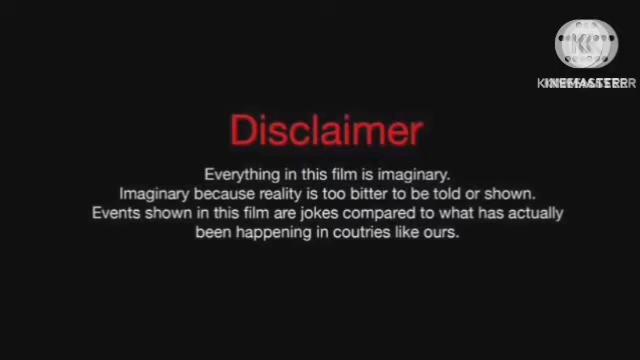 Disclaimer
Everything in this film is imaginary.
Imaginary because reality is too bitter to be told or shown.
Events shown in this film are jokes compared to what has actually
been happening in coutries like ours.